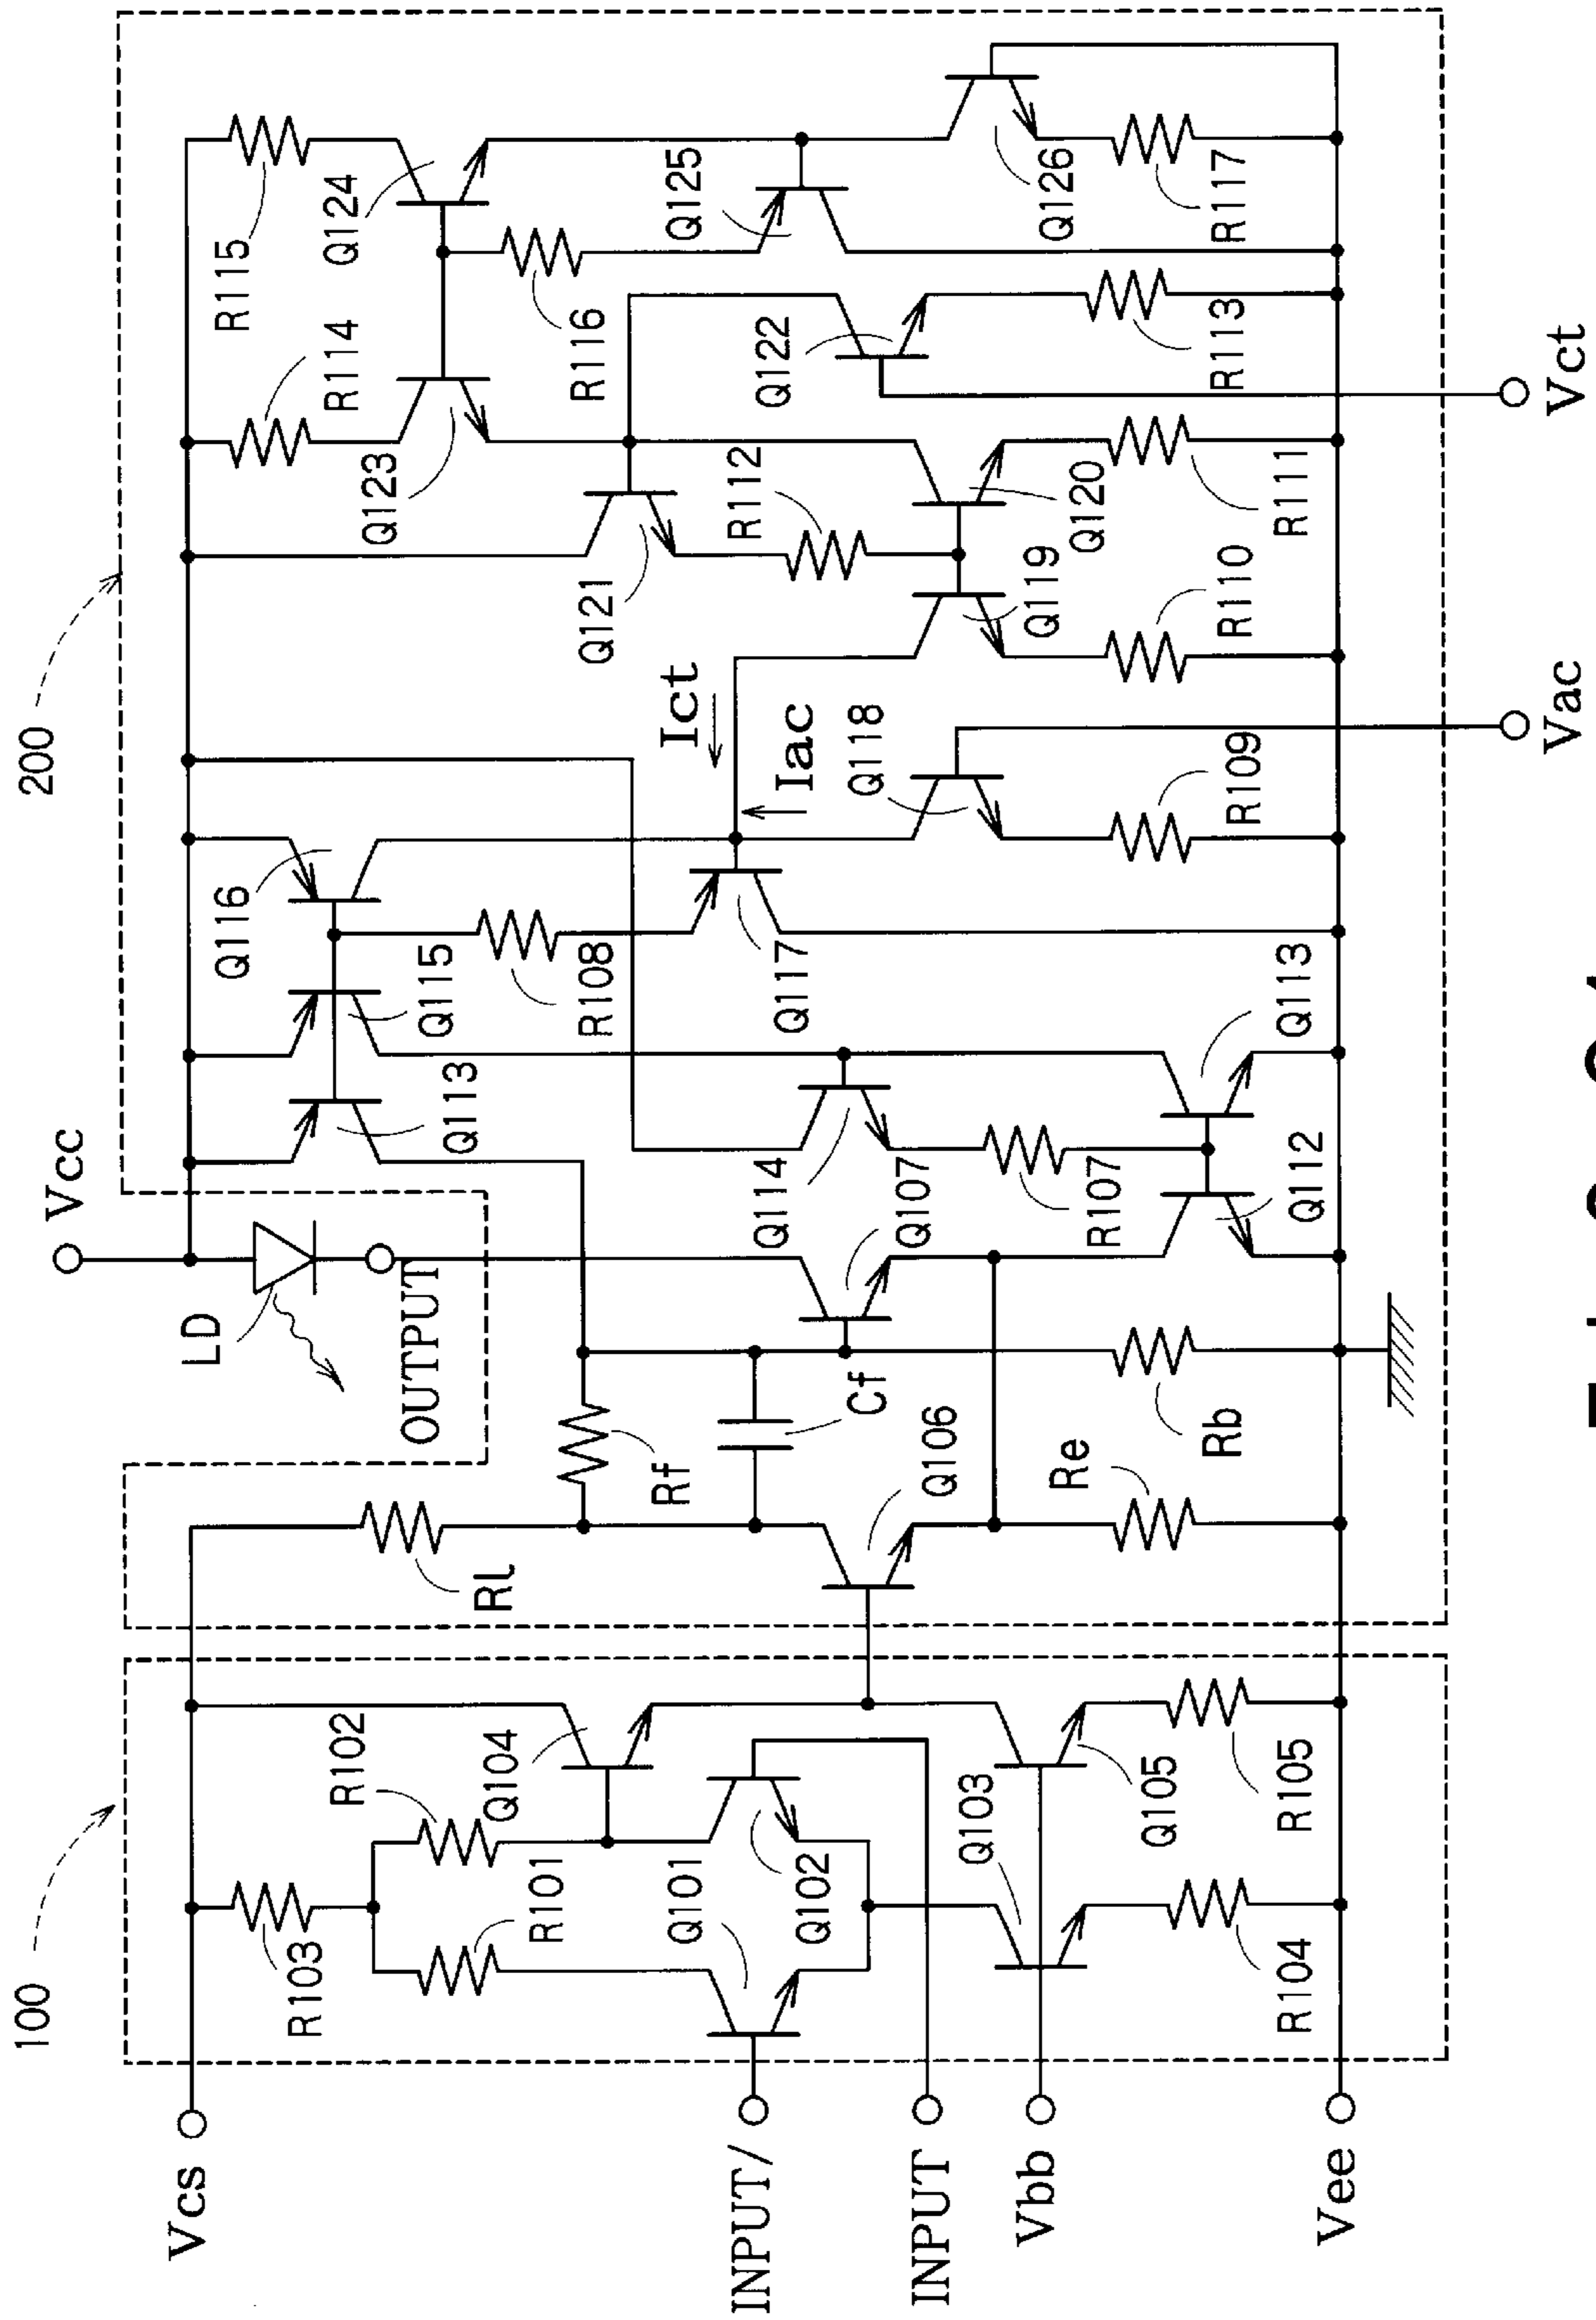 200
100
Vcc
LD
OUTPUT
Vcs
INPUT/
INPUT
Vbb
Vee
R103
R102
R101
Q104
Q101
Q102
Q103
Q105
R104
R105
RL
Rf
Cf
Q106
Re
Rb
Q107
Q114
R107
Q112
Q113
Q113
Q115
Q116
R108
Q117
Ict
Iac
Q118
R109
Vac
Q121
R112
Q119
Q120
R110
R111
Q123
R114
R115
Q124
R116
Q122
R113
Vct
Q125
Q126
R117